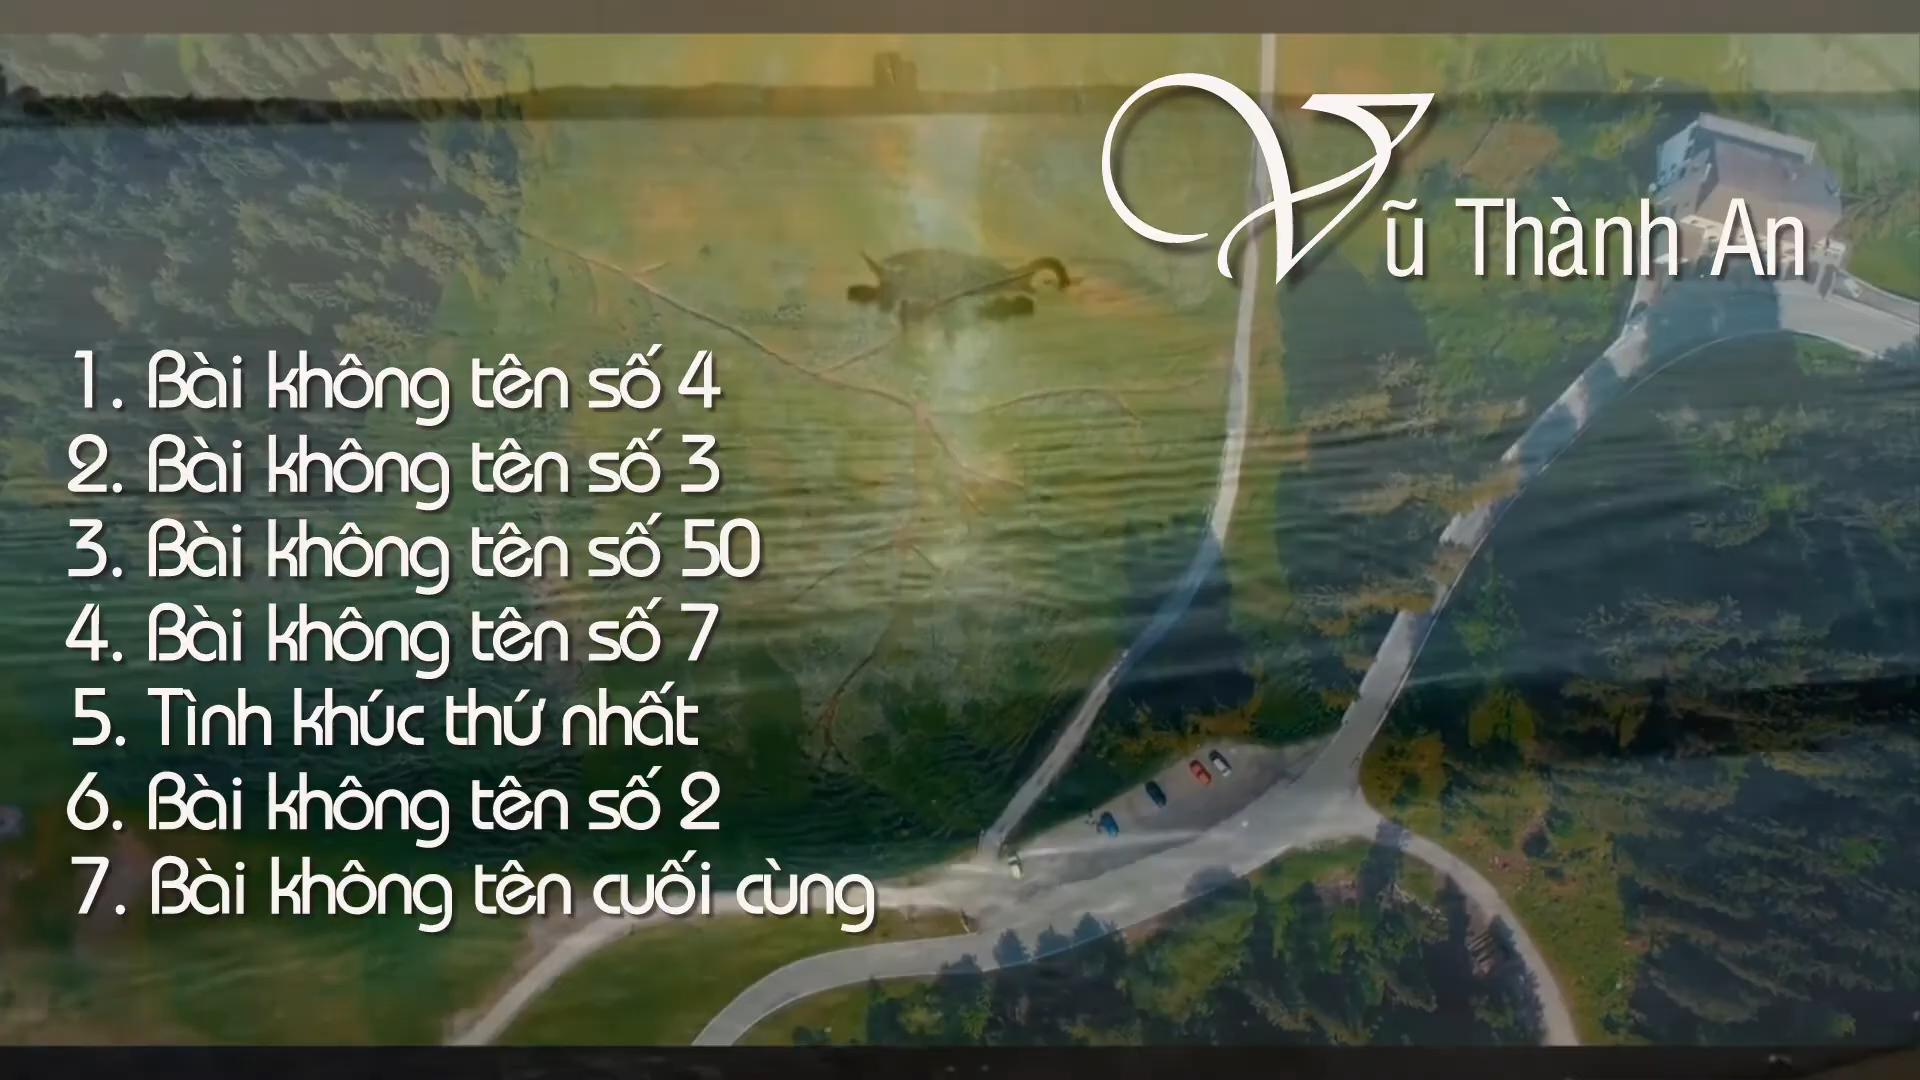 Vũ Thành An
1. Bài không tên số 4
2. Bài không tên số 3
3. Bài không tên số 50
4. Bài không tên số 7
5. Tình khúc thứ nhất
6. Bài không tên số 2
7. Bài không tên cuối cùng